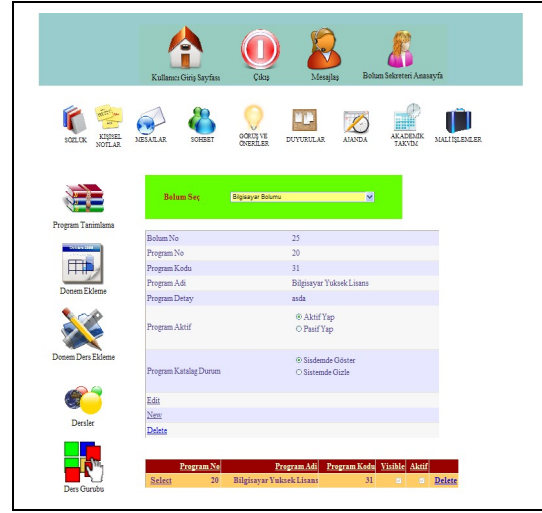 Kullanıcı Giriş Sayfası Çıkış Mesajlaş Bolum Sekreteri Anasayfa
SÖZLÜK KİŞİSEL NOTLAR MESAJLAR SOHBET GÖRÜŞ VE ÖNERİLER DUYURULAR AJANDA AKADEMİK TAKVİM MALİ İŞLEMLER
Bolum Seç Bilgisayar Bolumu
Program Tanimlama
Donem Ekleme
Donem Ders Ekleme
Dersler
Ders Gurubu
Bolum No 25
Program No 20
Program Kodu 31
Program Adi Bilgisayar Yuksek Lisans
Program Detay asda
Program Aktif
Aktif Yap
Pasif Yap
Program Katalag Durum
Sisdemde Göster
Sistemde Gizle
Edit
New
Delete
Program No Program Adi Program Kodu Visible Aktif
Select 20 Bilgisayar Yuksek Lisans 31 Delete